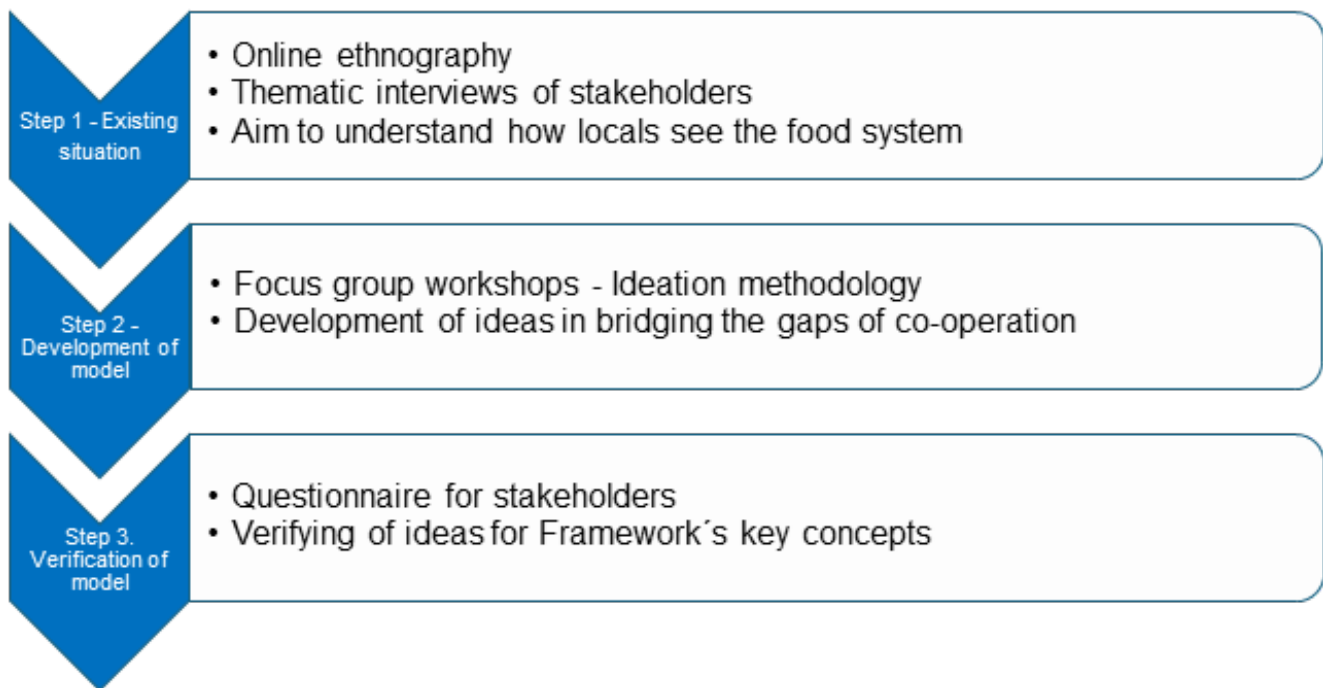 Step 1 - Existing
situation
• Online ethnography
• Thematic interviews of stakeholders
• Aim to understand how locals see the food system
Step 2 -
Development of
model
• Focus group workshops - Ideation methodology
• Development of ideas in bridging the gaps of co-operation
Step 3.
Verification of
model
• Questionnaire for stakeholders
• Verifying of ideas for Framework´s key concepts